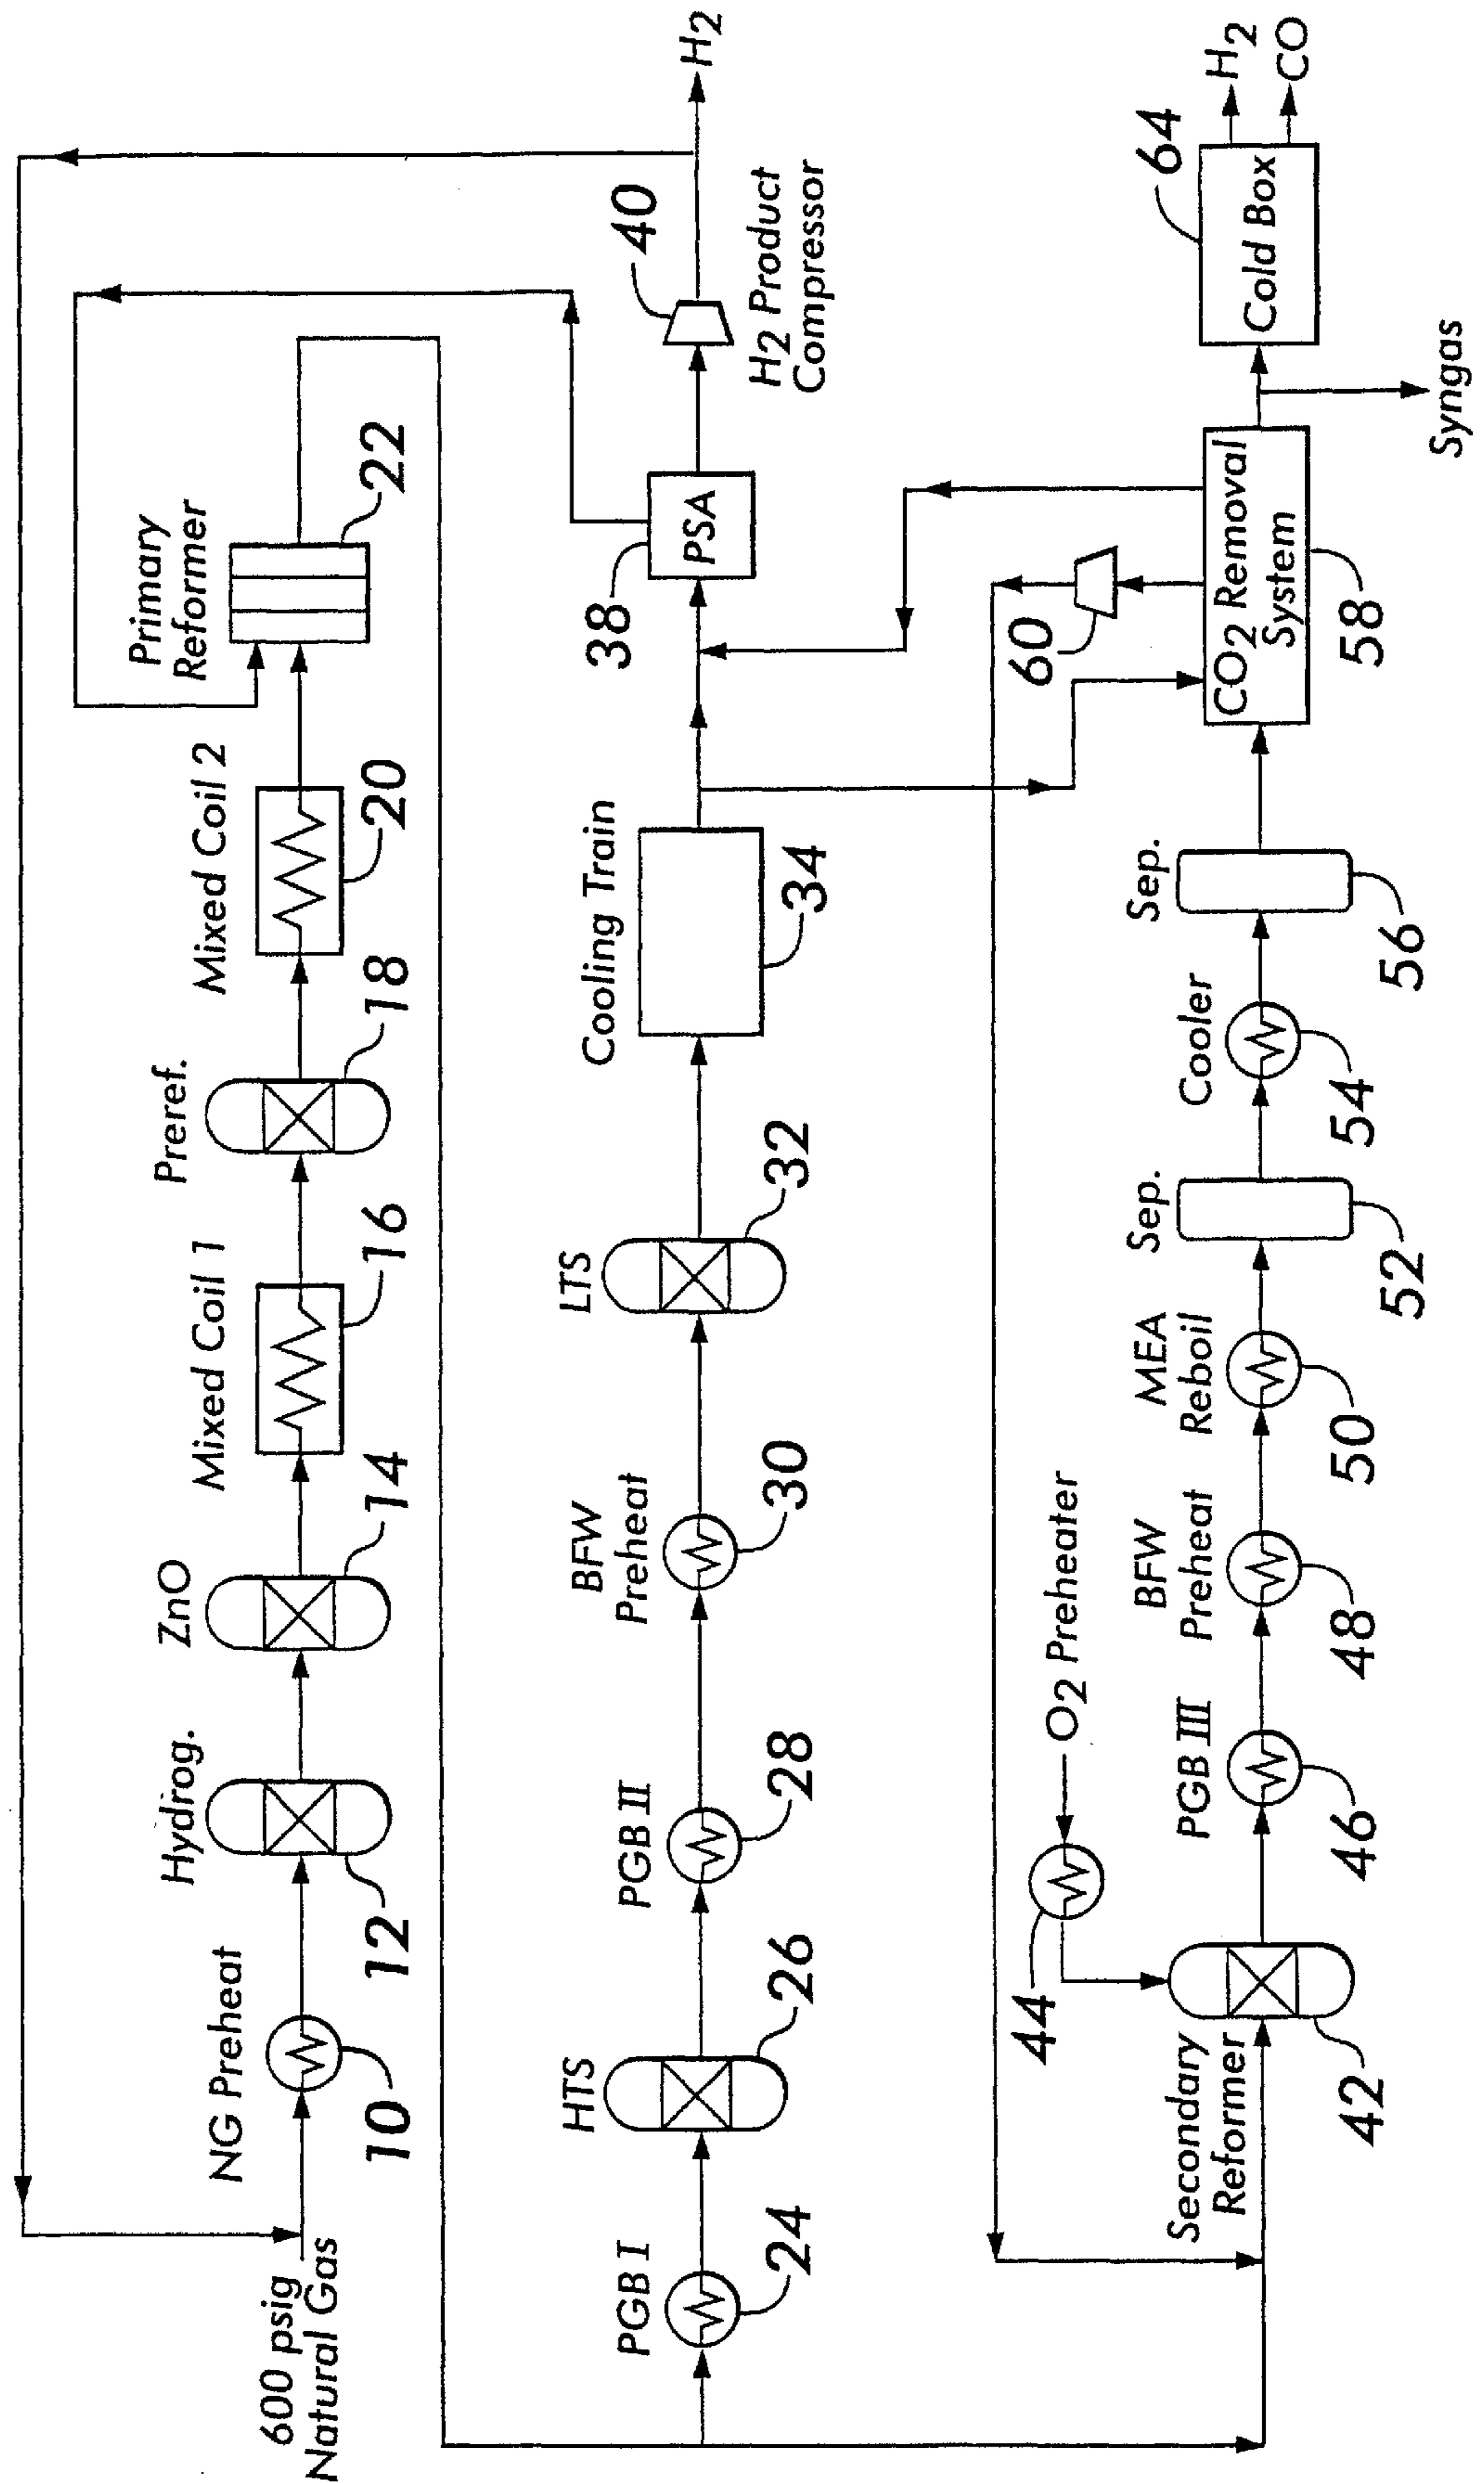 600 psig
Natural Gas
NG Preheat
10
Hydrog.
12
ZnO
14
Mixed Coil 1
16
Preref.
18
Mixed Coil 2
20
Primary
Reformer
22
PGB I
24
HTS
26
PGB II
28
BFW
Preheat
30
LTS
32
Cooling Train
34
38
PSA
40
H2 Product
Compressor
H2
Secondary
Reformer
42
44
O2 Preheater
PGB III
46
BFW
Preheat
48
MEA
Reboil
50
Sep.
52
Cooler
54
Sep.
56
60
CO2 Removal
System
58
Syngas
64
Cold Box
H2
CO